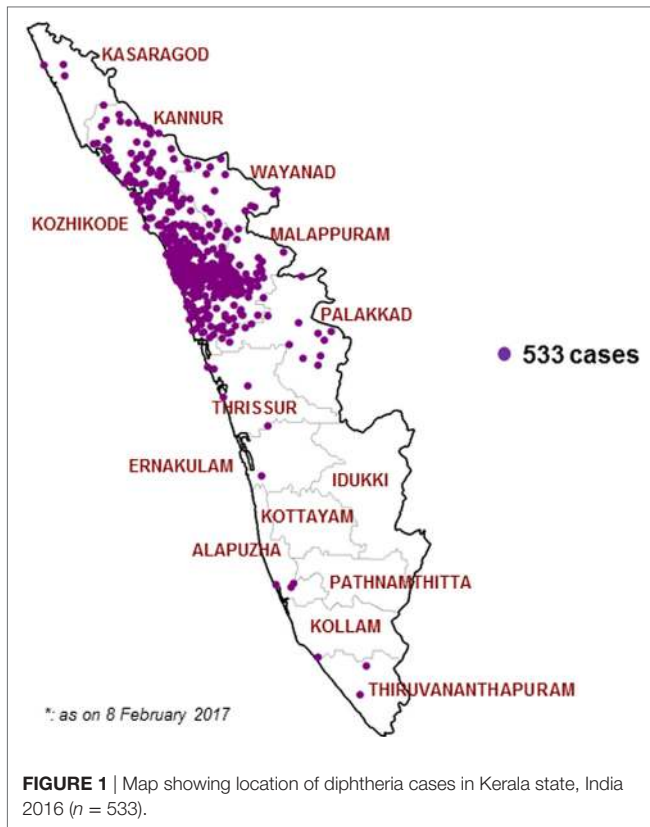 KASARAGOD
KANNUR
WAYANAD
KOZHIKODE
MALAPPURAM
PALAKKAD
533 cases
THRISSUR
ERNAKULAM
IDUKKI
KOTTAYAM
ALAPUZHA
PATHNAMTHITTA
KOLLAM
THIRUVANANTHAPURAM
*: as on 8 February 2017
FIGURE 1 | Map showing location of diphtheria cases in Kerala state, India
2016 (n = 533).